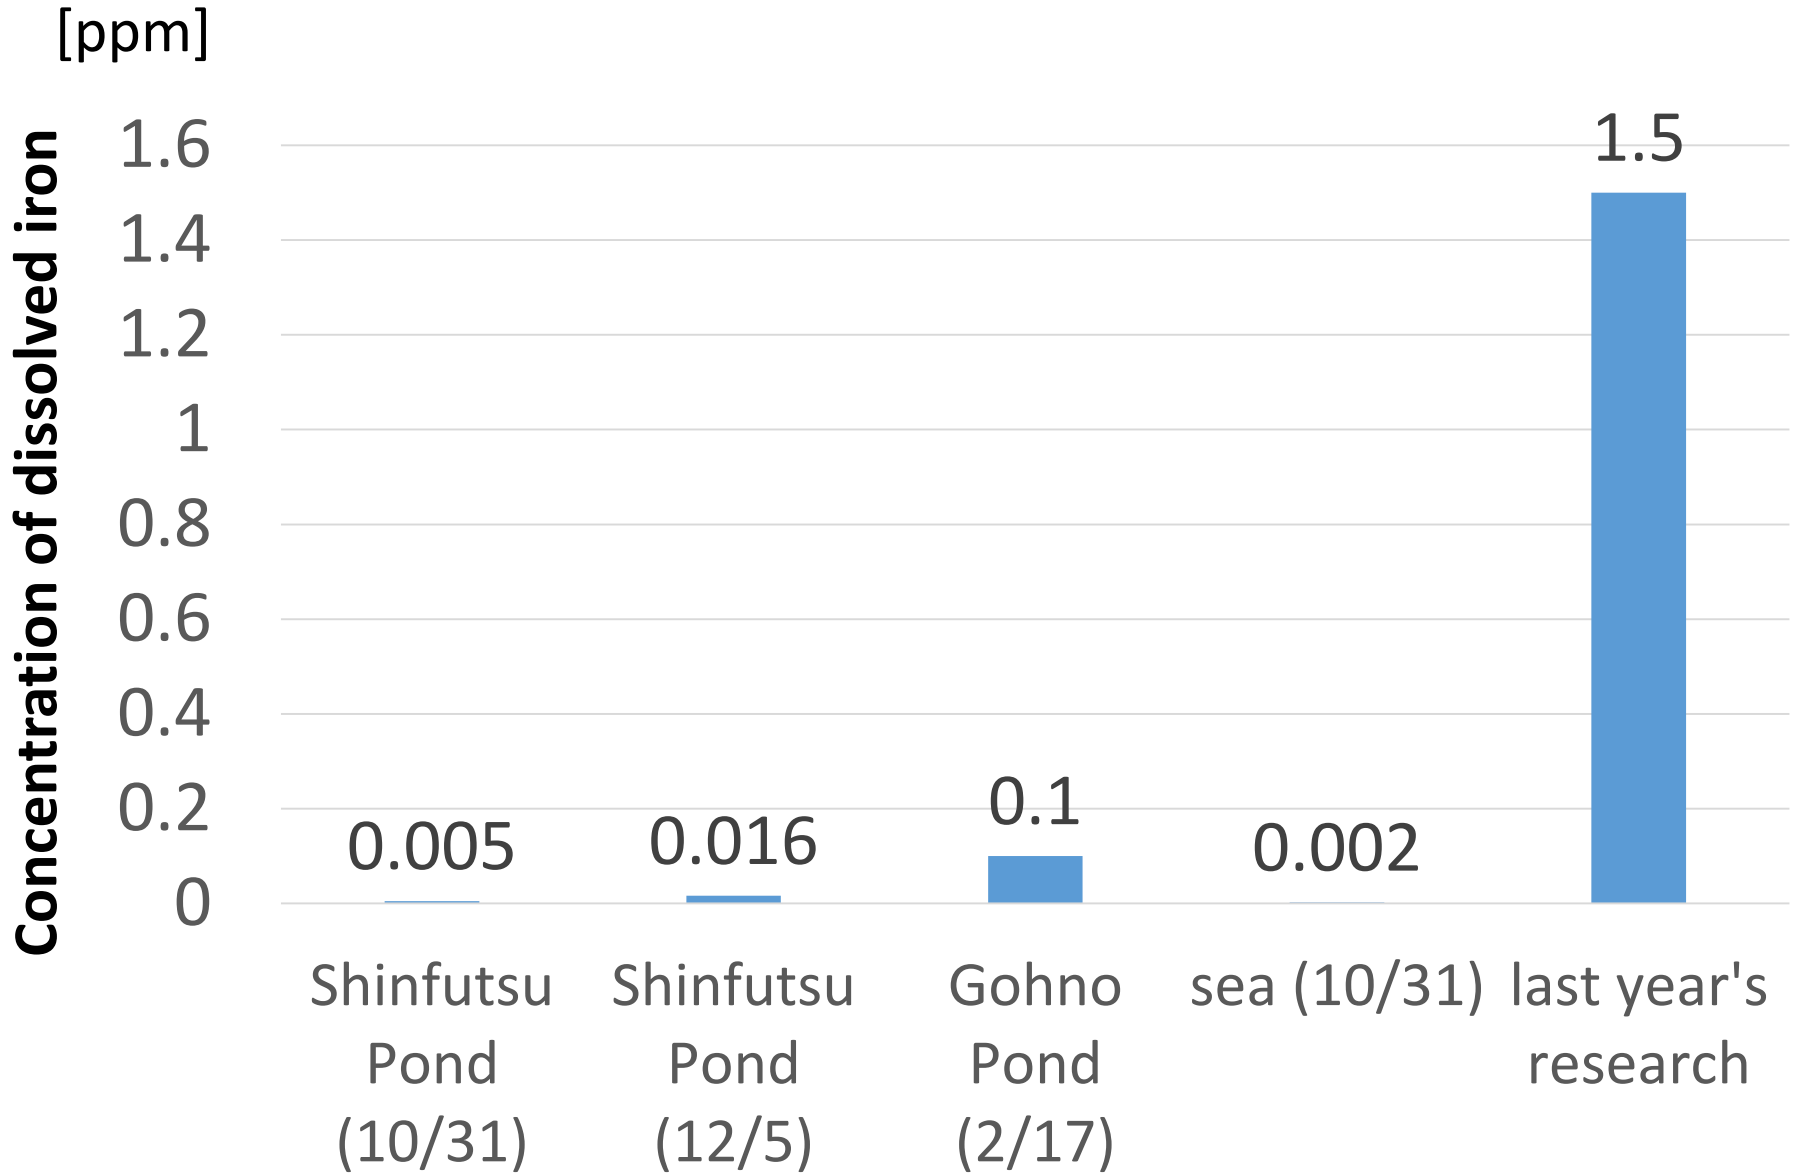 [ppm]
Concentration of dissolved iron
1.6
1.4
1.2
1
0.8
0.6
0.4
0.2
0
0.005
0.016
0.1
0.002
1.5
Shinfutsu
Pond
(10/31)
Shinfutsu
Pond
(12/5)
Gohno
Pond
(2/17)
sea (10/31)
last year's
research